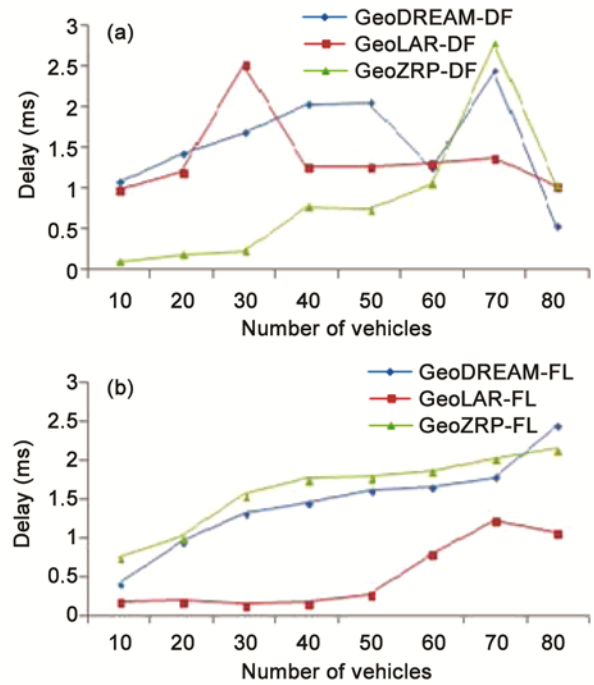 (a)
GeoDREAM-DF
GeoLAR-DF
GeoZRP-DF
Delay (ms)
3
2.5
2
1.5
1
0.5
0
10 20 30 40 50 60 70 80
Number of vehicles
(b)
GeoDREAM-FL
GeoLAR-FL
GeoZRP-FL
Delay (ms)
3
2.5
2
1.5
1
0.5
0
10 20 30 40 50 60 70 80
Number of vehicles